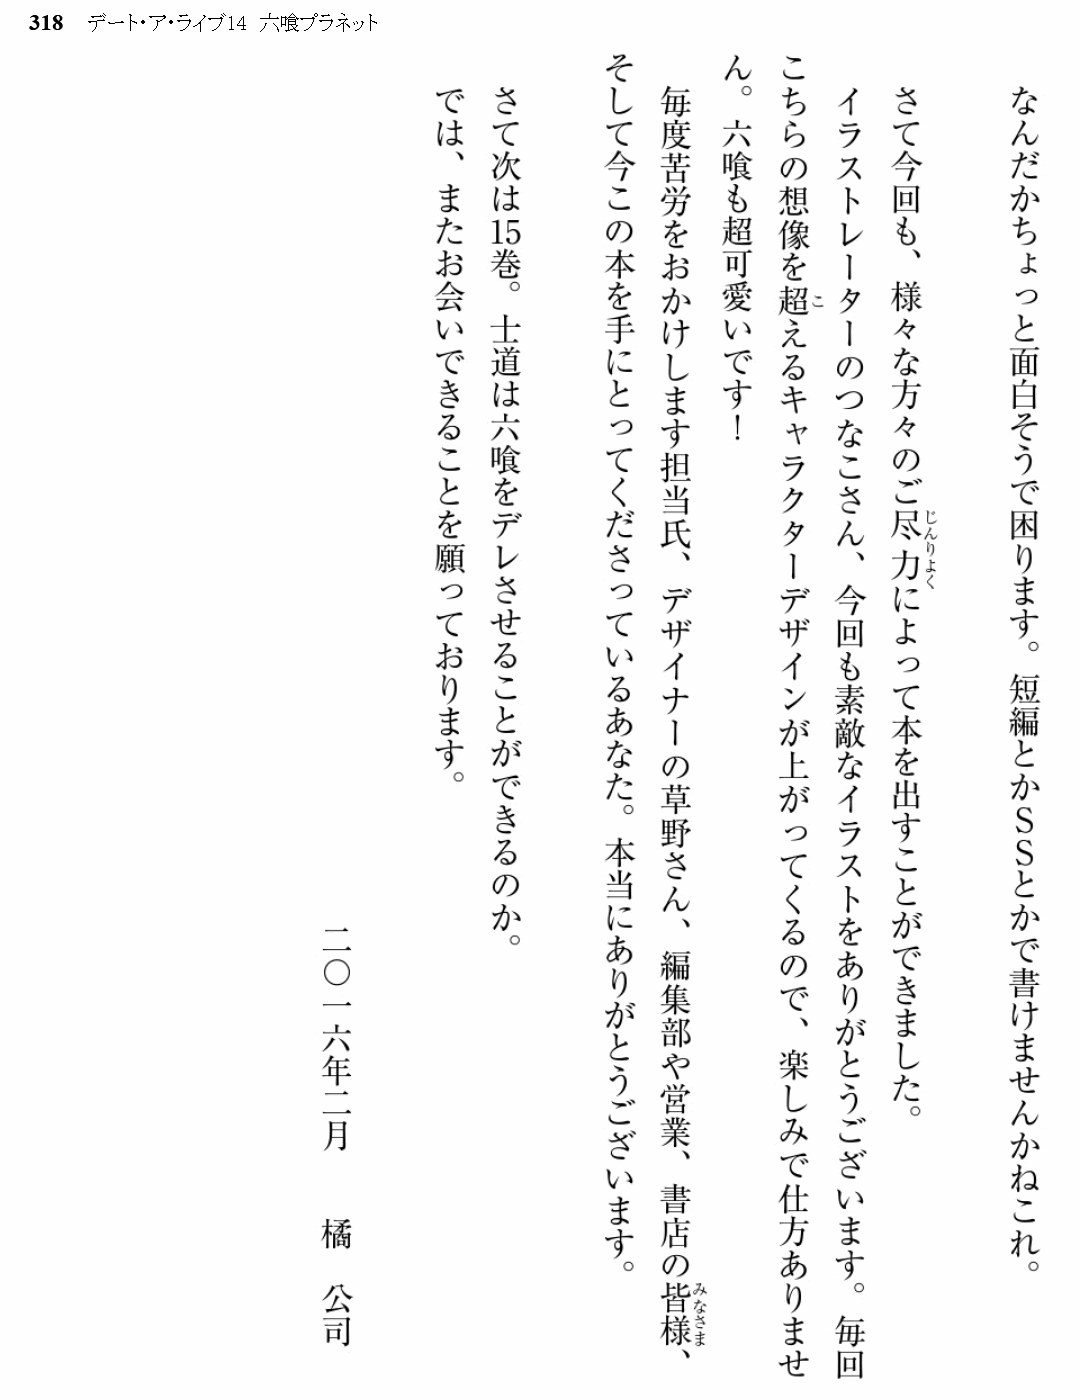 318 デート・ア・ライブ14 六喰プラネット
なんだかちょっと面白そうで困ります。短編とかＳＳとかで書けませんかねこれ。
さて今回も、様々な方々のご尽力によって本を出すことができました。
イラストレーターのつなこさん、今回も素敵なイラストをありがとうございます。毎回
こちらの想像を超えるキャラクターデザインが上がってくるので、楽しみで仕方ありませ
ん。六喰も超可愛いです！
毎度苦労をおかけします担当氏、デザイナーの草野さん、編集部や営業、書店の皆様、
そして今この本を手にとってくださっているあなた。本当にありがとうございます。
さて次は15巻。士道は六喰をデレさせることができるのか。
では、またお会いできることを願っております。
二〇一六年二月　　橘　公司